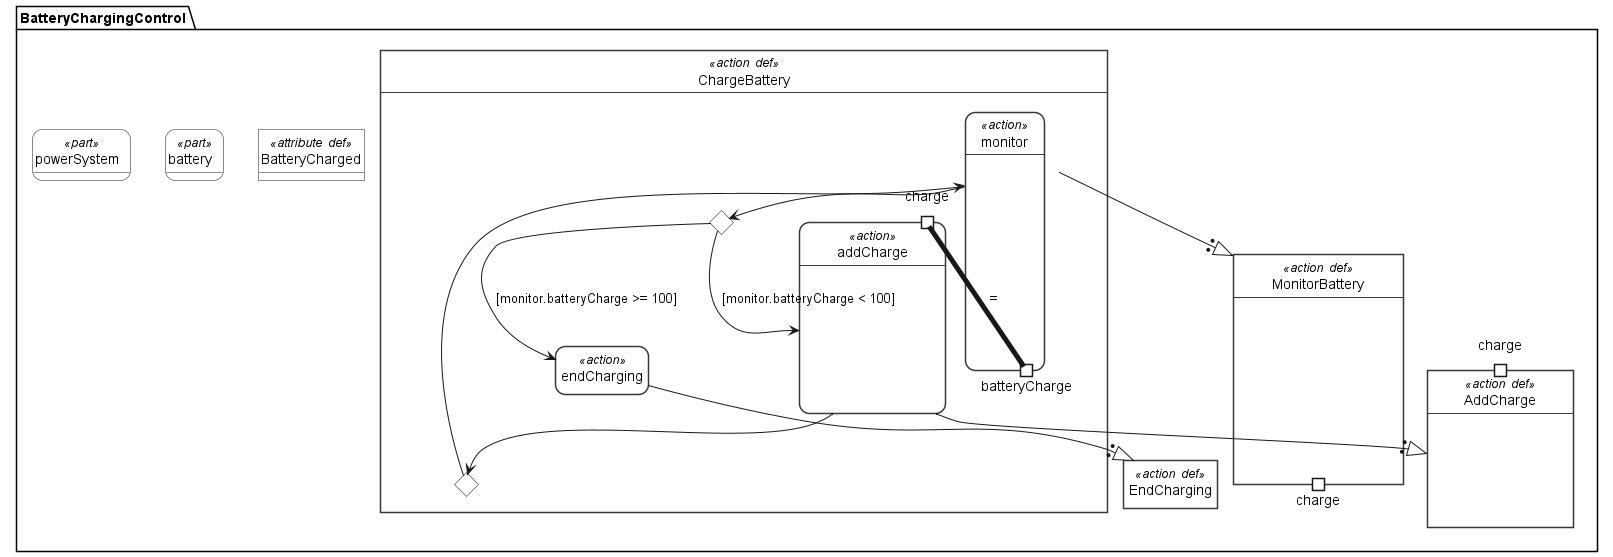 BatteryChargingControl
«action def»
ChargeBattery
«part»
powerSystem
«part»
battery
«attribute def»
BatteryCharged
«action»
monitor
charge
«action»
addCharge
[monitor.batteryCharge >= 100]
[monitor.batteryCharge < 100]
=
«action»
endCharging
batteryCharge
«action def»
MonitorBattery
charge
«action def»
AddCharge
«action def»
EndCharging
charge